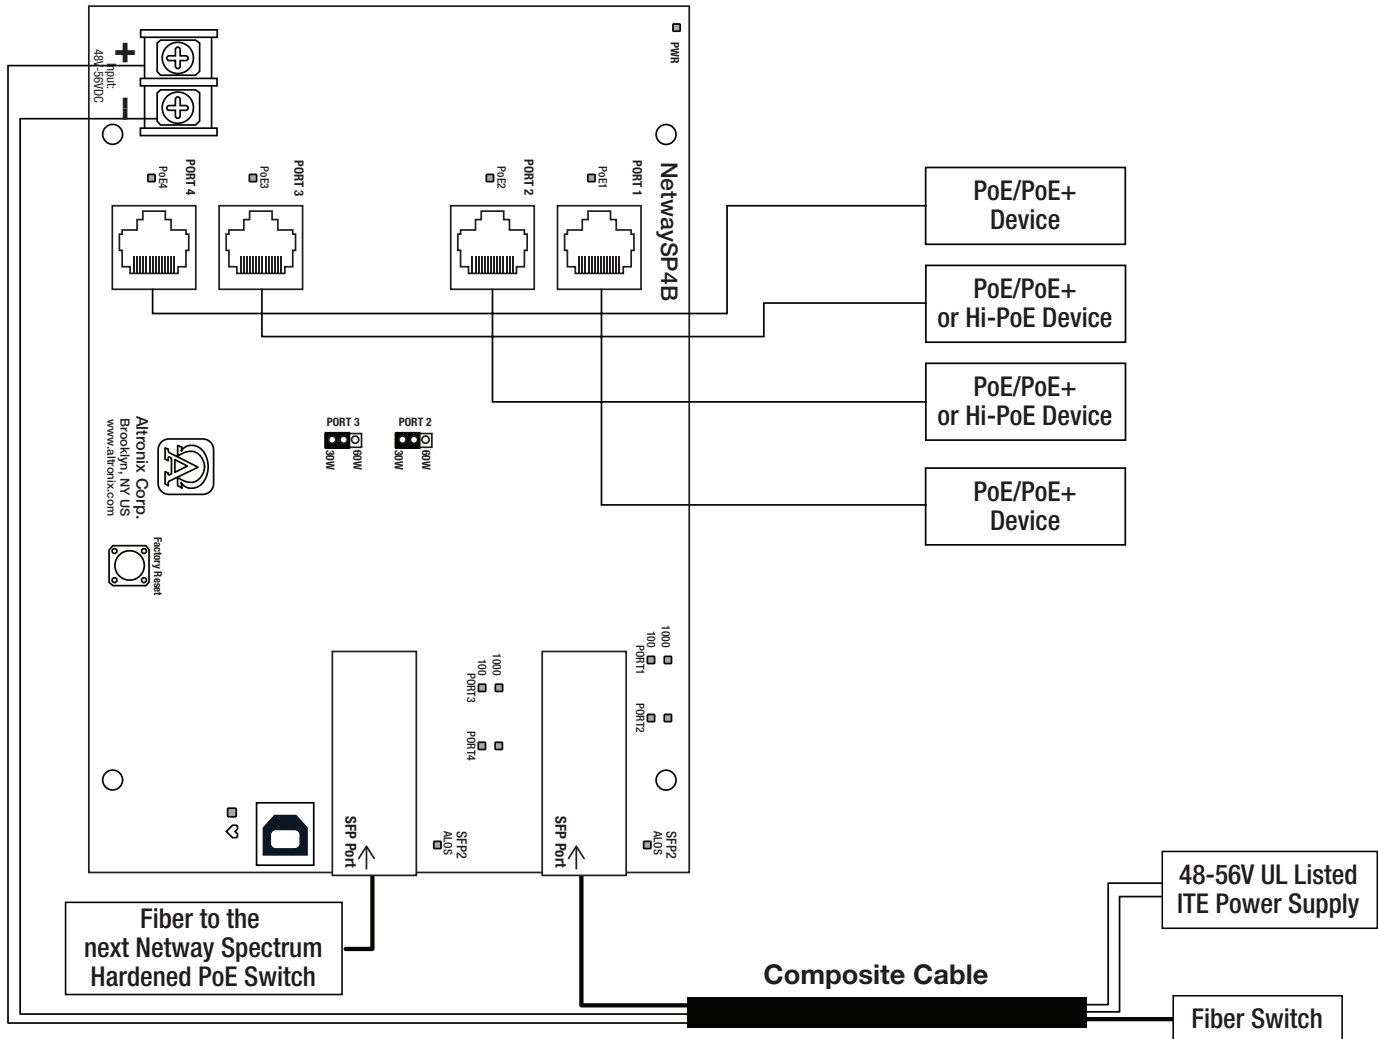 PWR
+
Input:
48V-56VDC
–
PORT 4
PoE4
PORT 3
PoE3
PORT 2
PoE2
PORT 1
PoE1
NetwaySP4B
PoE/PoE+
Device
PoE/PoE+
or Hi-PoE Device
PoE/PoE+
or Hi-PoE Device
PoE/PoE+
Device
PORT 3
30W
60W
PORT 2
30W
60W
Altronix Corp.
Brooklyn, NY US
www.altronix.com
Factory Reset
1000
100
PORT1
PORT2
1000
100
PORT3
PORT4
SFP Port
SFP2
ALOS
SFP Port
SFP2
ALOS
Fiber to the
next Netway Spectrum
Hardened PoE Switch
Composite Cable
48-56V UL Listed
ITE Power Supply
Fiber Switch